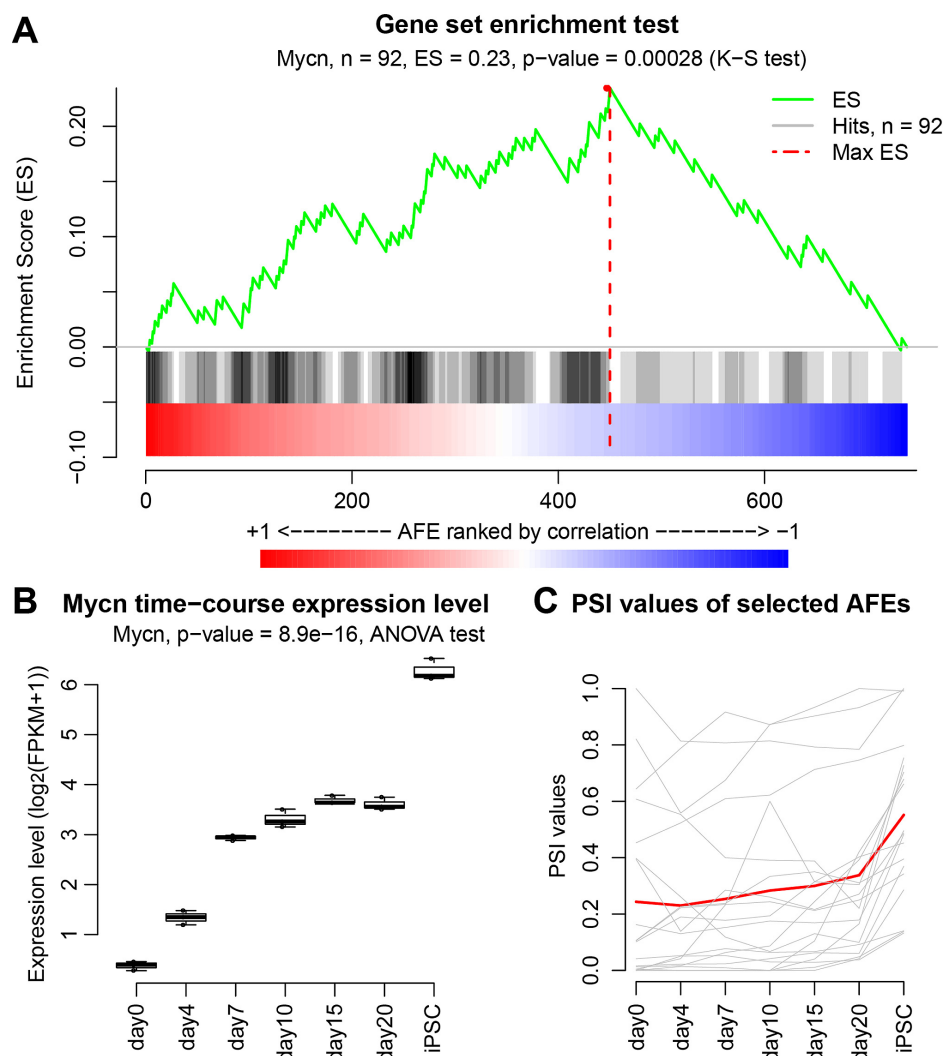 A
Gene set enrichment test
Mycn, n = 92, ES = 0.23, p−value = 0.00028 (K−S test)
Enrichment Score (ES)
0.20
0.10
0.00
−0.10
ES
Hits, n = 92
Max ES
0 200 400 600
+1 <−−−−−−−− AFE ranked by correlation −−−−−−−> −1
B
Mycn time−course expression level
Mycn, p−value = 8.9e−16, ANOVA test
Expression level (log2(FPKM+1))
6
5
4
3
2
1
day0 day4 day7 day10 day15 day20 iPSC
C
PSI values of selected AFEs
PSI values
1.0
0.8
0.6
0.4
0.2
0.0
day0 day4 day7 day10 day15 day20 iPSC